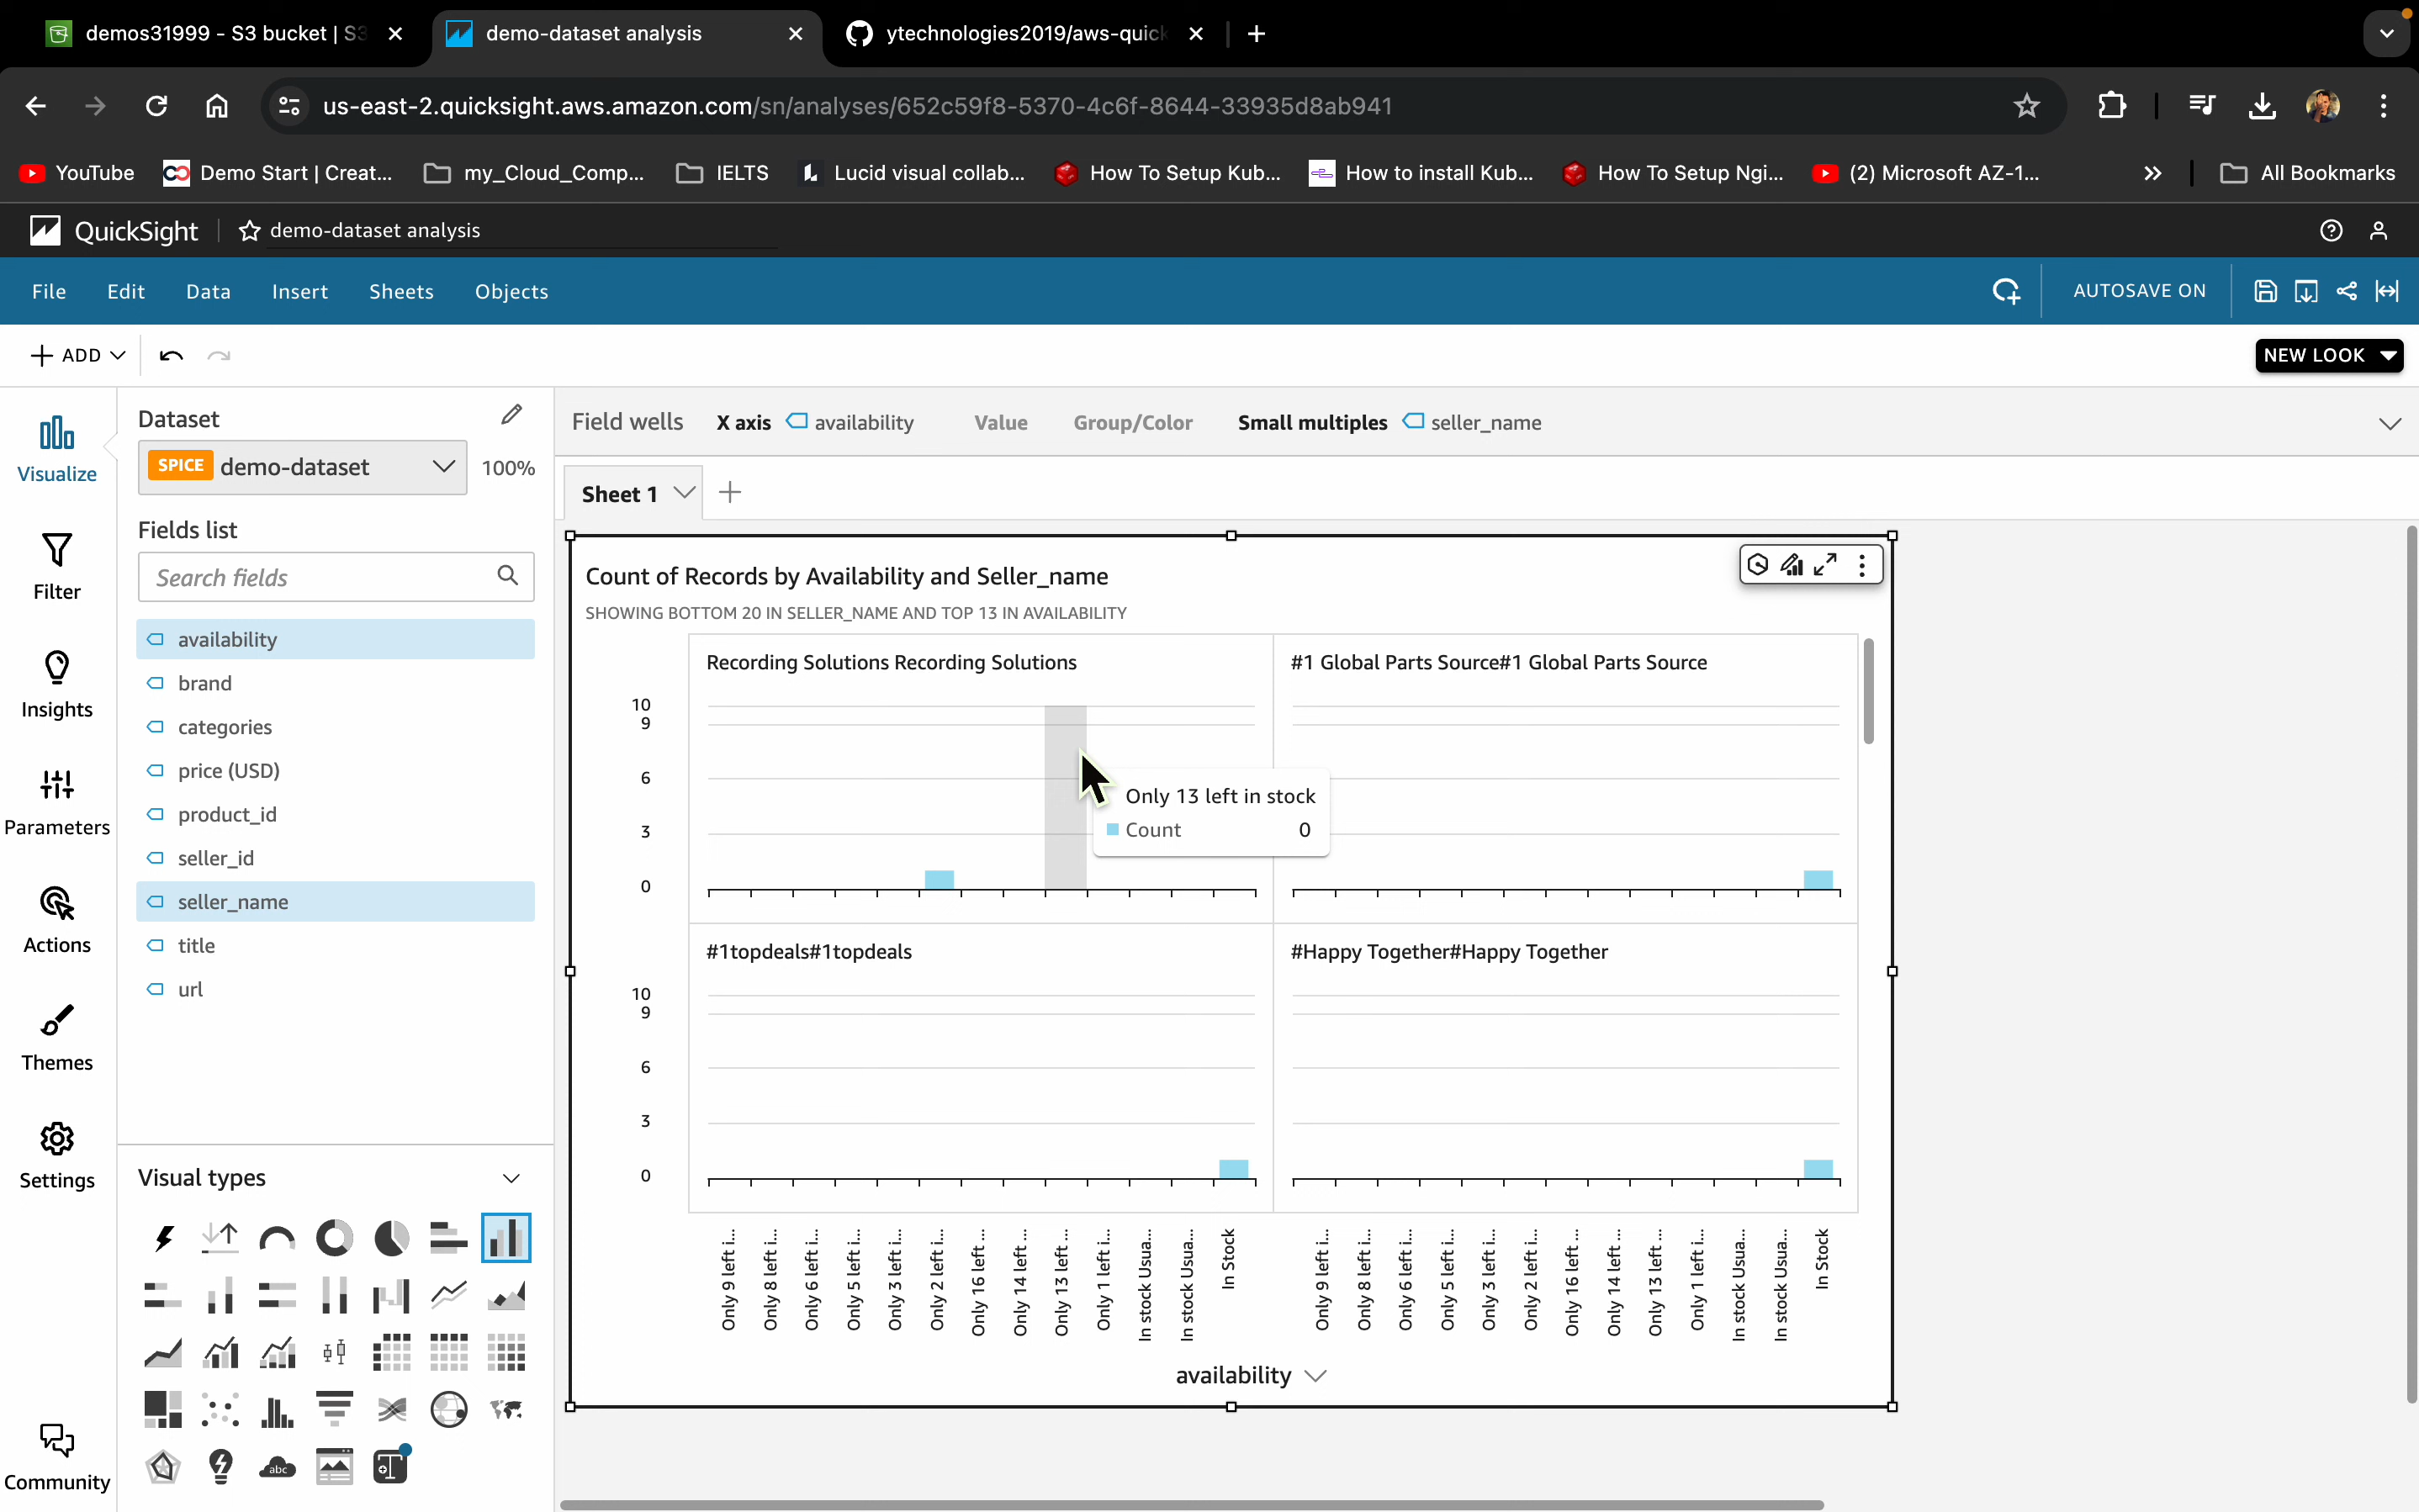 demos31999 - S3 bucket | S3
demo-dataset analysis
ytechnologies2019/aws-quick
us-east-2.quicksight.aws.amazon.com/sn/analyses/652c59f8-5370-4c6f-8644-33935d8ab941
YouTube
Demo Start | Creat...
my_Cloud_Comp...
IELTS
Lucid visual collab...
How To Setup Kub...
How to install Kub...
How To Setup Ngi...
(2) Microsoft AZ-1...
All Bookmarks
QuickSight
demo-dataset analysis
File Edit Data Insert Sheets Objects
AUTOSAVE ON
ADD
NEW LOOK
Visualize
Filter
Insights
Parameters
Actions
Themes
Settings
Community
Dataset
SPICE demo-dataset 100%
Fields list
Search fields
availability
brand
categories
price (USD)
product_id
seller_id
seller_name
title
url
Visual types
abc
T
Field wells X axis availability Value Group/Color Small multiples seller_name
Sheet 1
Count of Records by Availability and Seller_name
SHOWING BOTTOM 20 IN SELLER_NAME AND TOP 13 IN AVAILABILITY
Recording Solutions Recording Solutions
#1 Global Parts Source#1 Global Parts Source
10
9
6
3
0
Only 13 left in stock
Count 0
#1topdeals#1topdeals
#Happy Together#Happy Together
10
9
6
3
0
Only 9 left i...
Only 8 left i...
Only 6 left i...
Only 5 left i...
Only 3 left i...
Only 2 left i...
Only 16 left ...
Only 14 left ...
Only 13 left ...
Only 1 left i...
In stock Usua...
In stock Usua...
In Stock
Only 9 left i...
Only 8 left i...
Only 6 left i...
Only 5 left i...
Only 3 left i...
Only 2 left i...
Only 16 left ...
Only 14 left ...
Only 13 left ...
Only 1 left i...
In stock Usua...
In stock Usua...
In Stock
availability